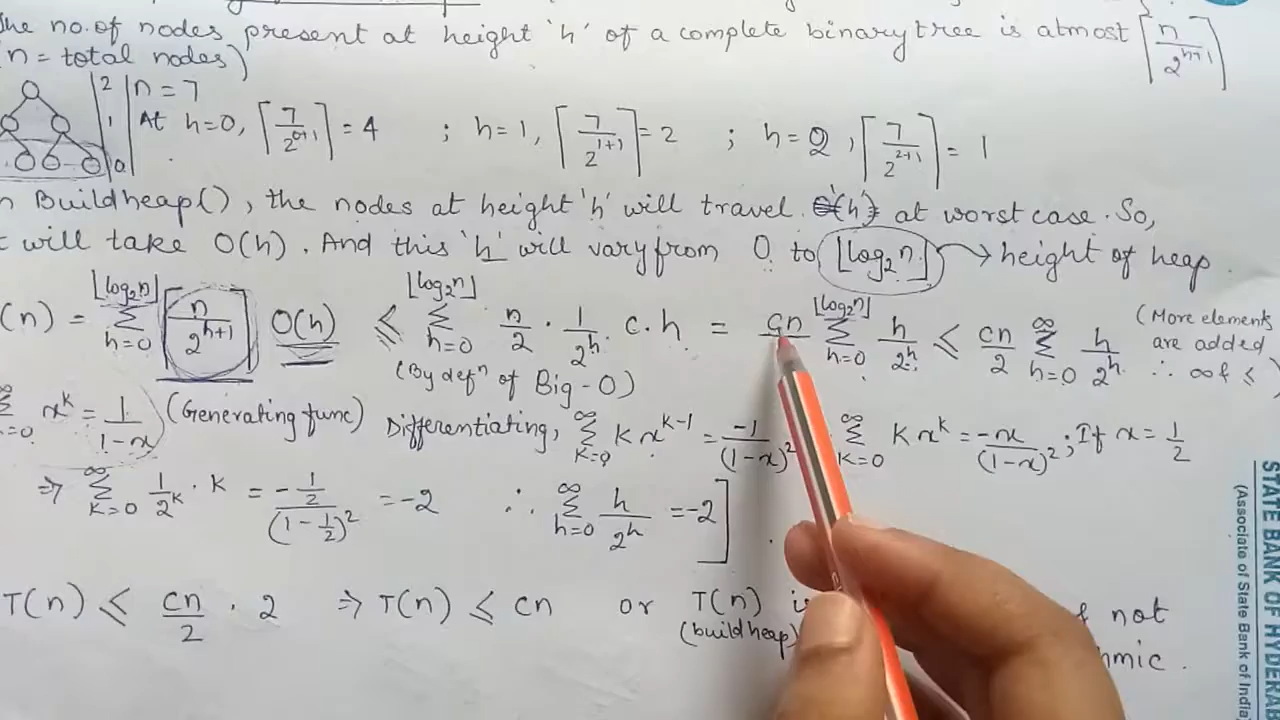 The no. of nodes present at height 'h' of a complete binary tree is atmost ⌈n/2^(h+1)⌉
(n = total nodes)
2 n = 7
1 At h=0, ⌈7/2^(0+1)⌉ = 4 ; h=1, ⌈7/2^(1+1)⌉ = 2 ; h=2, ⌈7/2^(2+1)⌉ = 1
0
Buildheap(), the nodes at height 'h' will travel 'h' at worst case. So,
will take O(h). And this 'h' will vary from 0 to ⌊log₂n⌋ → height of heap.
(n) = Σ_{h=0}^{⌊log₂n⌋} ⌈n/2^(h+1)⌉ O(h) ≤ Σ_{h=0}^{⌊log₂n⌋} n/2 · 1/2^h · c·h = cn/2 Σ_{h=0}^{⌊log₂n⌋} h/2^h ≤ cn/2 Σ_{h=0}^{∞} h/2^h (More elements
are added
∴ ∞ & ≤)
(By defⁿ of Big-O)
x^k = 1/(1-x) (Generating func) Differentiating, Σ_{k=0}^{∞} K x^(k-1) = -1/(1-x)² Σ_{k=0}^{∞} K x^k = -x/(1-x)² ; If x = 1/2
⇒ Σ_{k=0}^{∞} 1/2^k · k = -1/2/(1-1/2)² = -2 ∴ Σ_{h=0}^{∞} h/2^h = -2]
T(n) ≤ cn/2 · 2 ⇒ T(n) ≤ cn or T(n) is not
(buildheap)
STATE BANK OF HYDERAB
(Associate of State Bank of India)